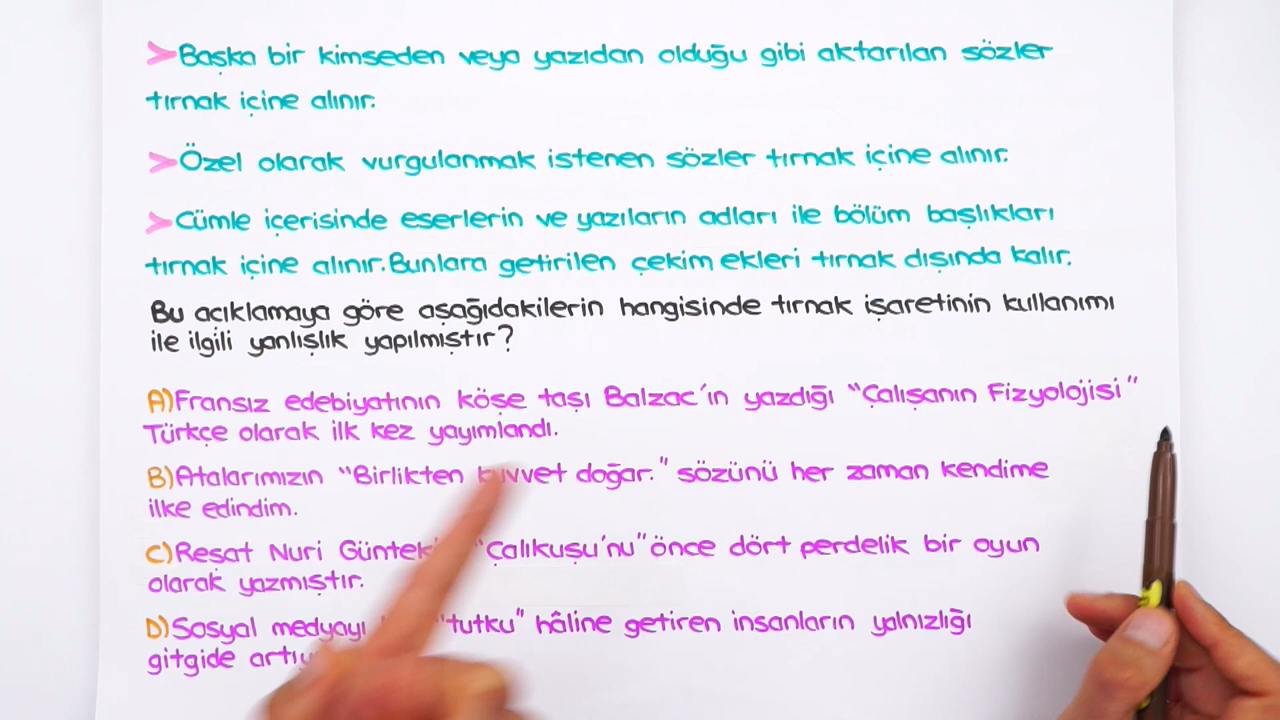 Başka bir kimseden veya yazıdan olduğu gibi aktarılan sözler
tırnak içine alınır.
Özel olarak vurgulanmak istenen sözler tırnak içine alınır.
Cümle içerisinde eserlerin ve yazıların adları ile bölüm başlıkları
tırnak içine alınır. Bunlara getirilen çekim ekleri tırnak dışında kalır.
Bu açıklamaya göre aşağıdakilerin hangisinde tırnak işaretinin kullanımı
ile ilgili yanlışlık yapılmıştır?
A) Fransız edebiyatının köşe taşı Balzac'ın yazdığı "Çalışanın Fizyolojisi"
Türkçe olarak ilk kez yayımlandı.
B) Atalarımızın "Birlikten kuvvet doğar." sözünü her zaman kendime
ilke edindim.
C) Reşat Nuri "Çalıkuşu'nu" önce dört perdelik bir oyun
olarak yazmıştır.
D) Sosyal medyayı "tutku" hâline getiren insanların yalnızlığı
gitgide